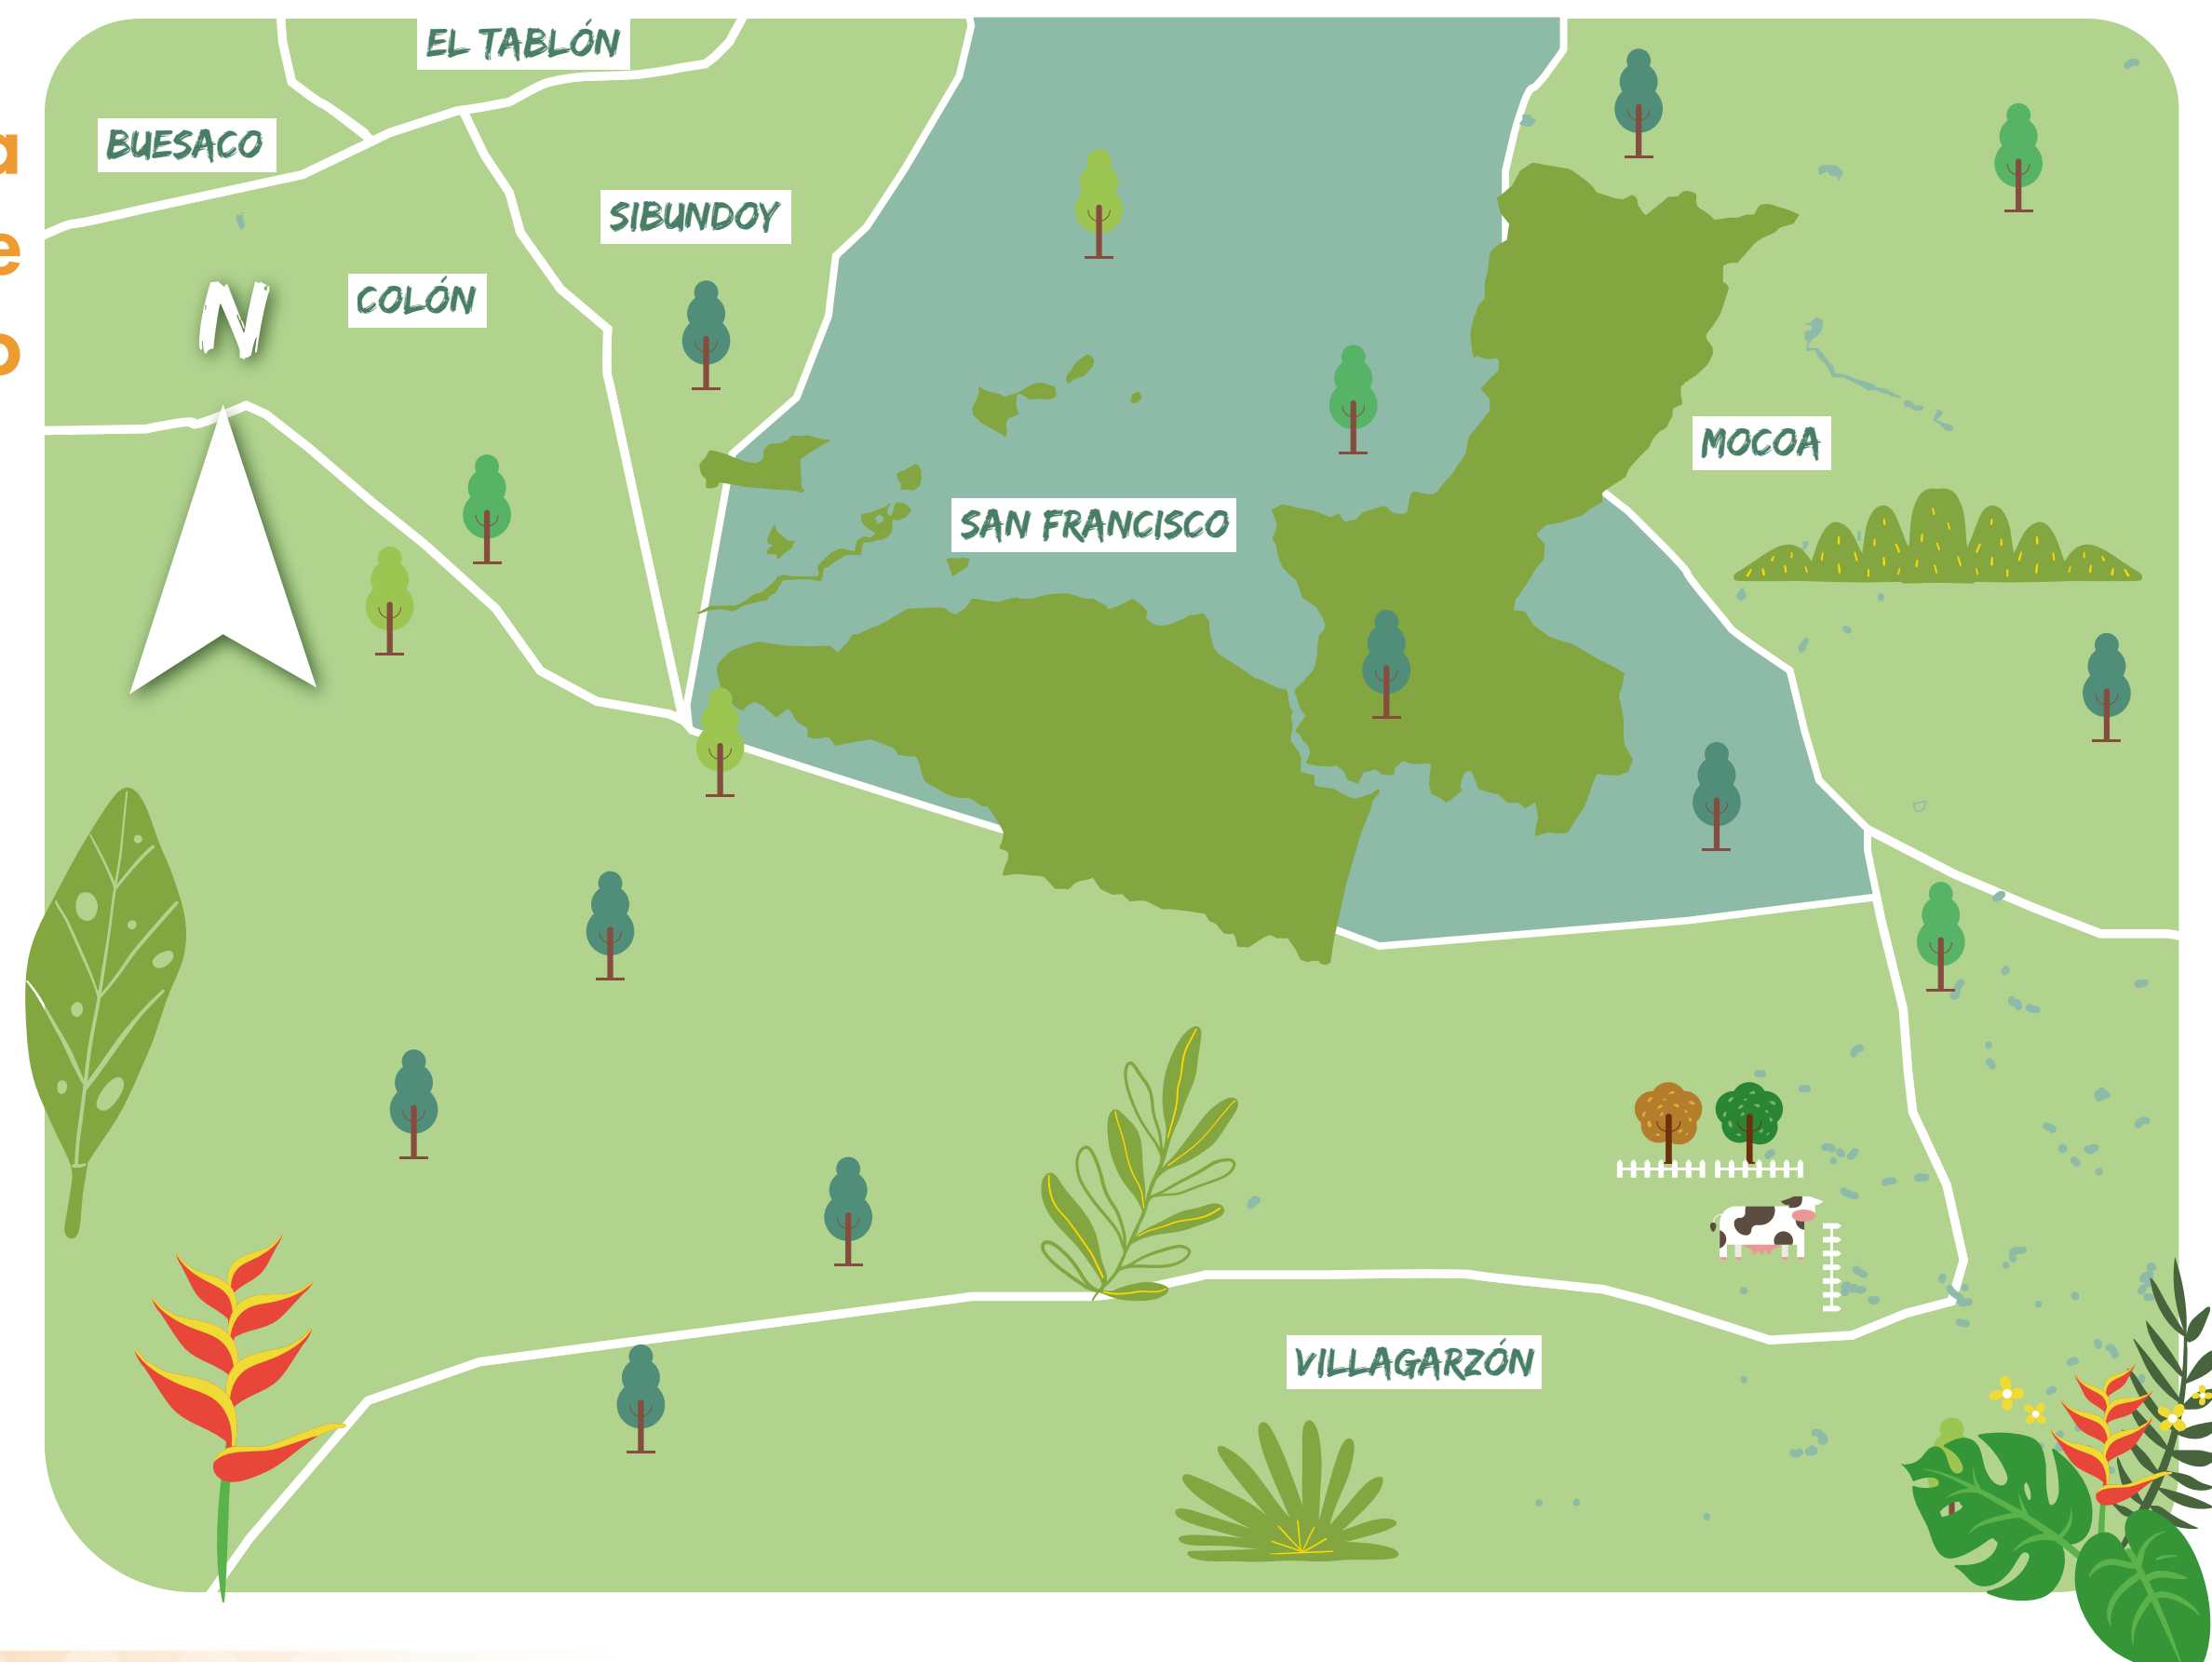 EL TABLÓN
BUESACO
a
SIBUNDOY
e
COLÓN
N
o
MOCOA
SAN FRANCISCO
VILLAGARZÓN